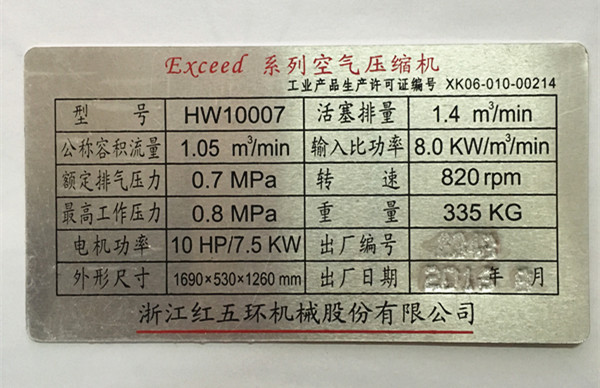 Exceed 系列空气压缩机
工业产品生产许可证编号 XK06-010-00214
型 号 HW10007 活塞排量 1.4 m³/min
公称容积流量 1.05 m³/min 输入比功率 8.0 KW/m³/min
额定排气压力 0.7 MPa 转 速 820 rpm
最高工作压力 0.8 MPa 重 量 335 KG
电机功率 10 HP/7.5 KW 出厂编号
外形尺寸 1690×530×1260 mm 出厂日期 年 月
浙江红五环机械股份有限公司